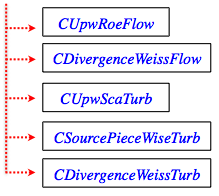 CUpwRoeFlow
CDivergenceWeissFlow
CUpwScaTurb
CSourcePieceWiseTurb
CDivergenceWeissTurb